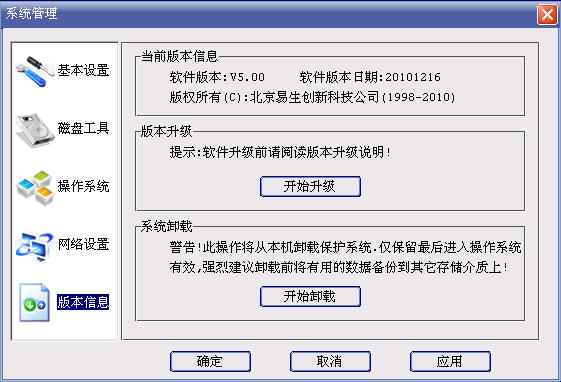 系统管理
基本设置
磁盘工具
操作系统
网络设置
版本信息
当前版本信息
软件版本:V5.00 软件版本日期:20101216
版权所有(C):北京易生创新科技公司(1998-2010)
版本升级
提示:软件升级前请阅读版本升级说明!
开始升级
系统卸载
警告!此操作将从本机卸载保护系统.仅保留最后进入操作系统
有效,强烈建议卸载前将有用的数据备份到其它存储介质上!
开始卸载
确定 取消 应用